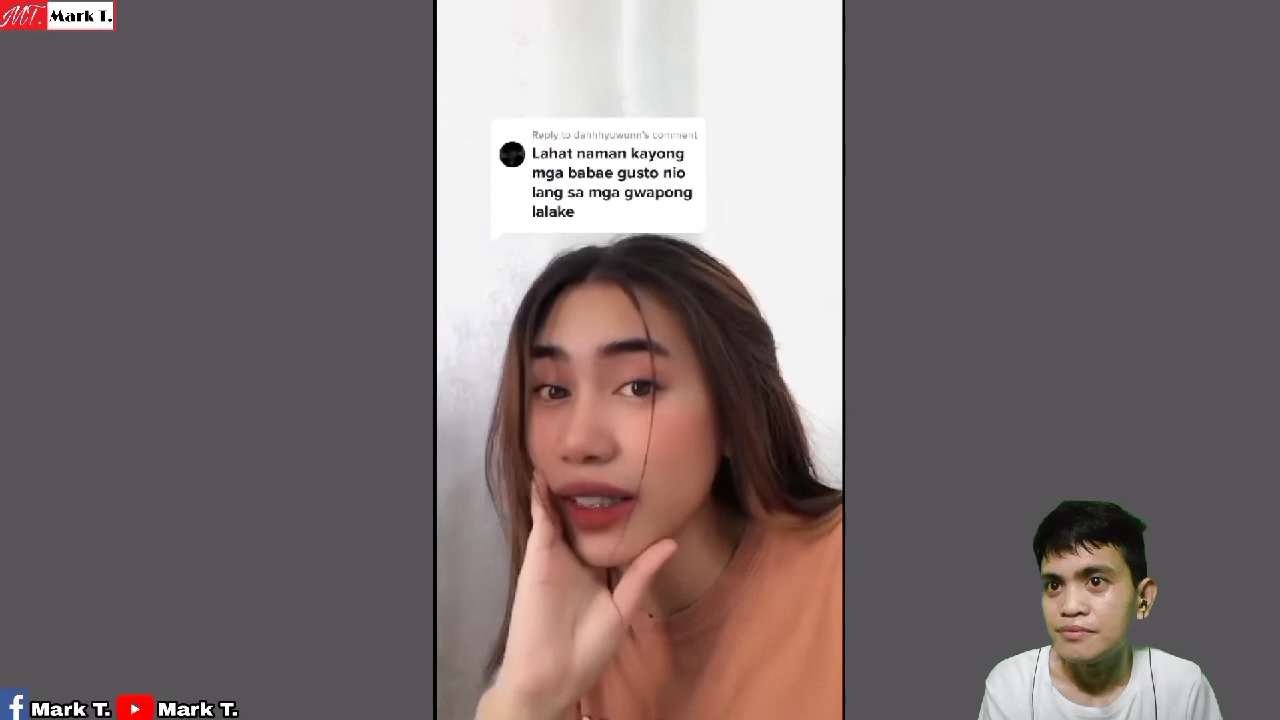 MT. Mark T.
Reply to dahhhyuwunn's comment
Lahat naman kayong
mga babae gusto nio
lang sa mga gwapong
lalake
Mark T. Mark T.